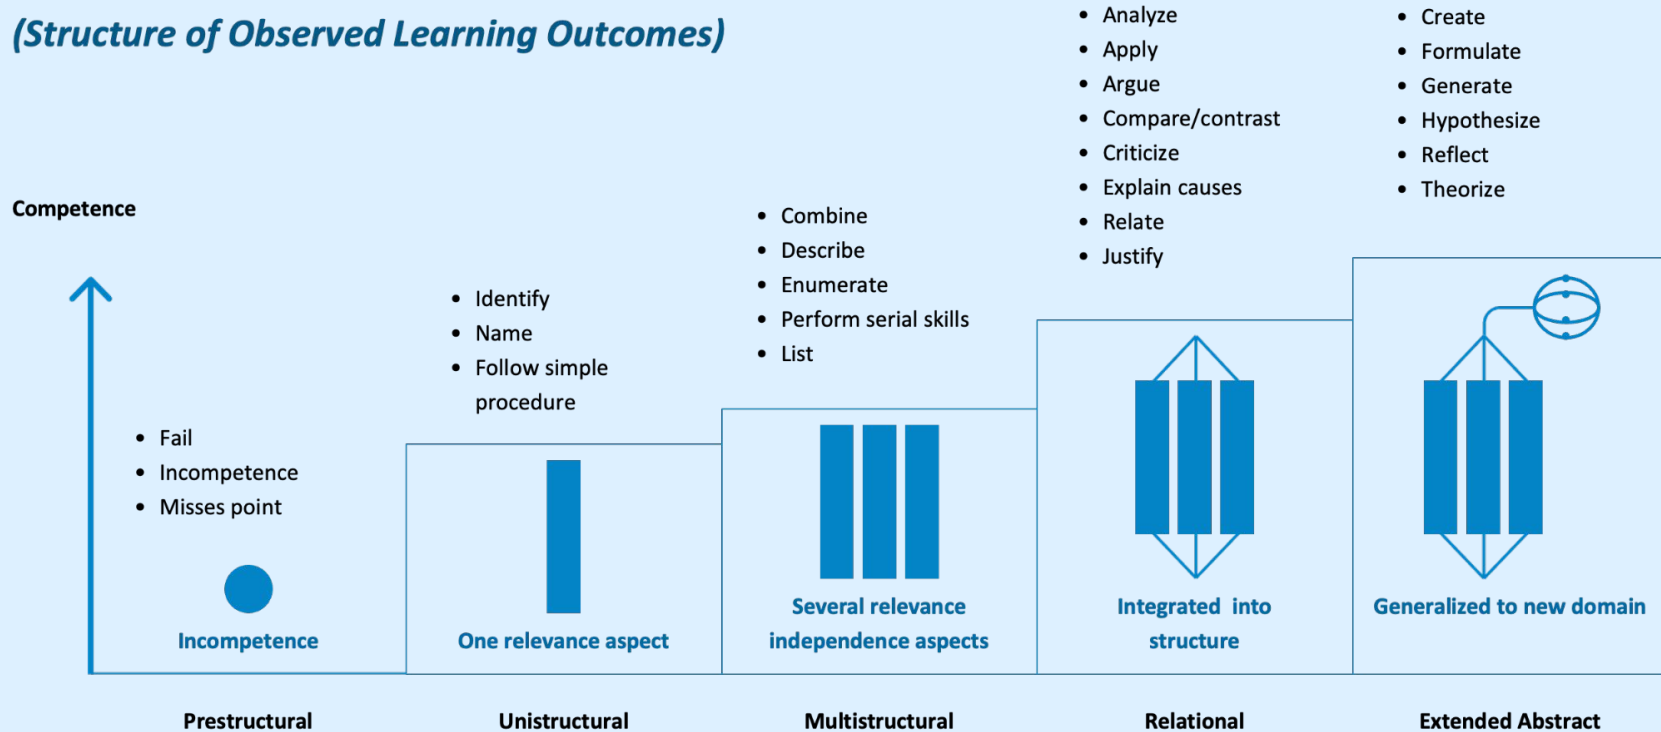 (Structure of Observed Learning Outcomes)
Competence
• Fail
• Incompetence
• Misses point
Incompetence
Prestructural
• Identify
• Name
• Follow simple
procedure
One relevance aspect
Unistructural
• Combine
• Describe
• Enumerate
• Perform serial skills
• List
Several relevance
independence aspects
Multistructural
• Analyze
• Apply
• Argue
• Compare/contrast
• Criticize
• Explain causes
• Relate
• Justify
Integrated into
structure
Relational
• Create
• Formulate
• Generate
• Hypothesize
• Reflect
• Theorize
Generalized to new domain
Extended Abstract